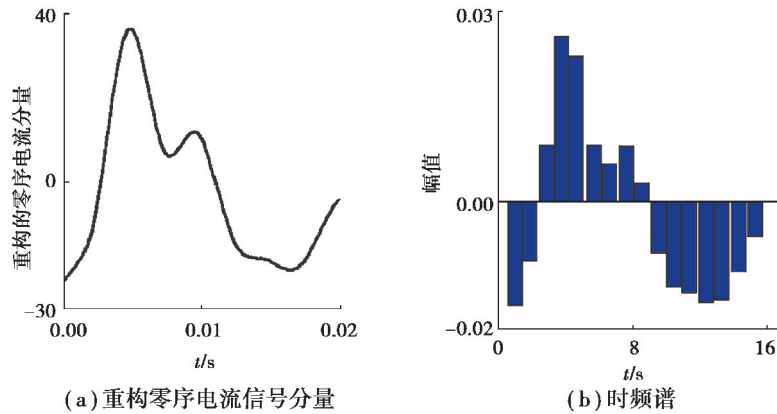 40
重构的零序电流分量
0
-30
0.00
0.01
0.02
t/s
(a)重构零序电流信号分量
0.03
幅值
0.00
-0.02
0
8
16
t/s
(b)时频谱